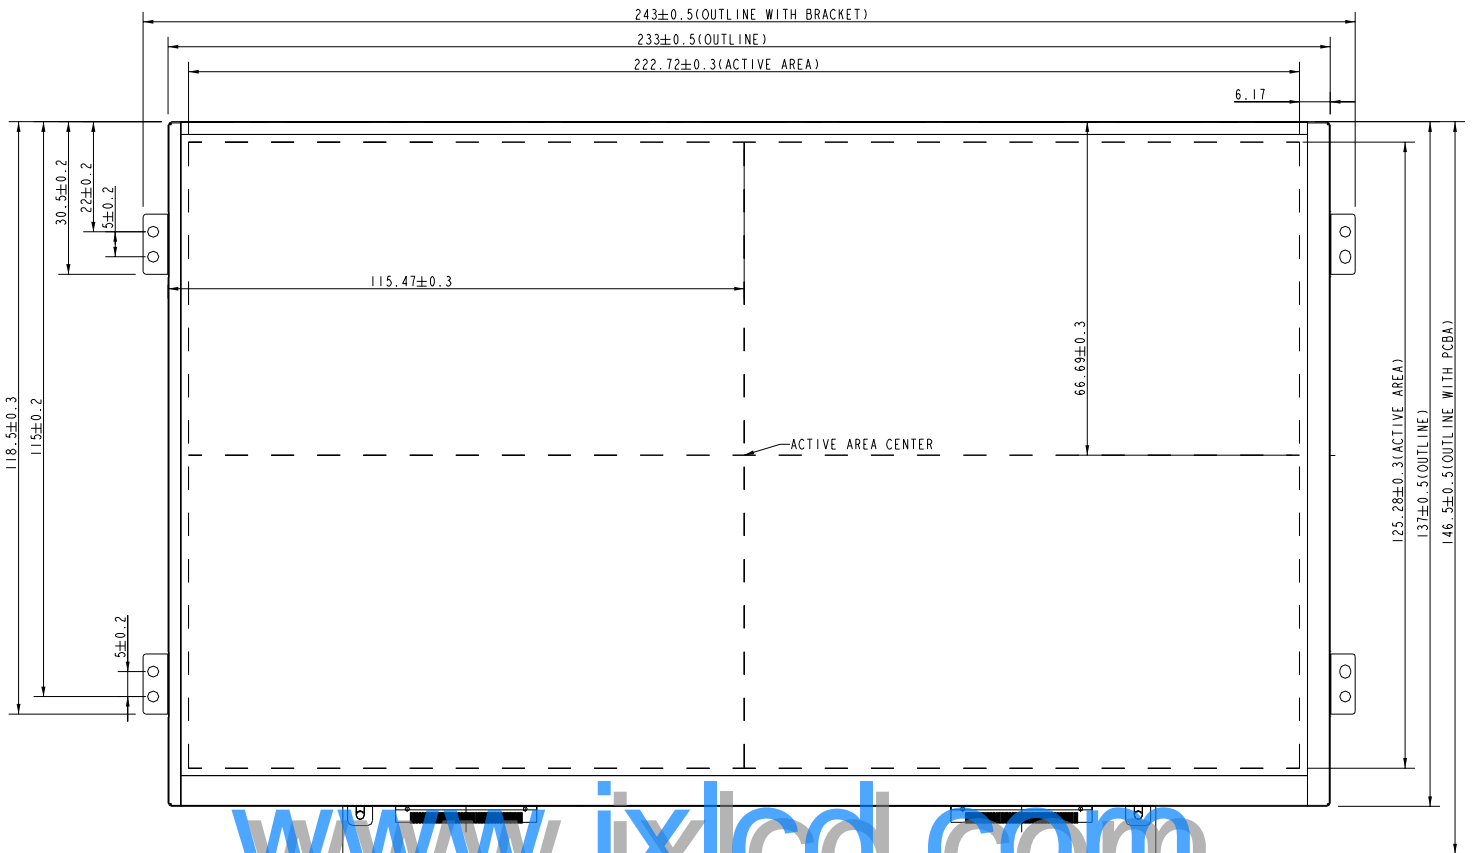 243±0.5(OUTLINE WITH BRACKET)
233±0.5(OUTLINE)
222.72±0.3(ACTIVE AREA)
6.17
30.5±0.2
22±0.2
5±0.2
115.47±0.3
66.69±0.3
118.5±0.3
115±0.2
ACTIVE AREA CENTER
125.28±0.3(ACTIVE AREA)
137±0.5(OUTLINE)
146.5±0.5(OUTLINE WITH PCBA)
5±0.2
www.jxlcd.com